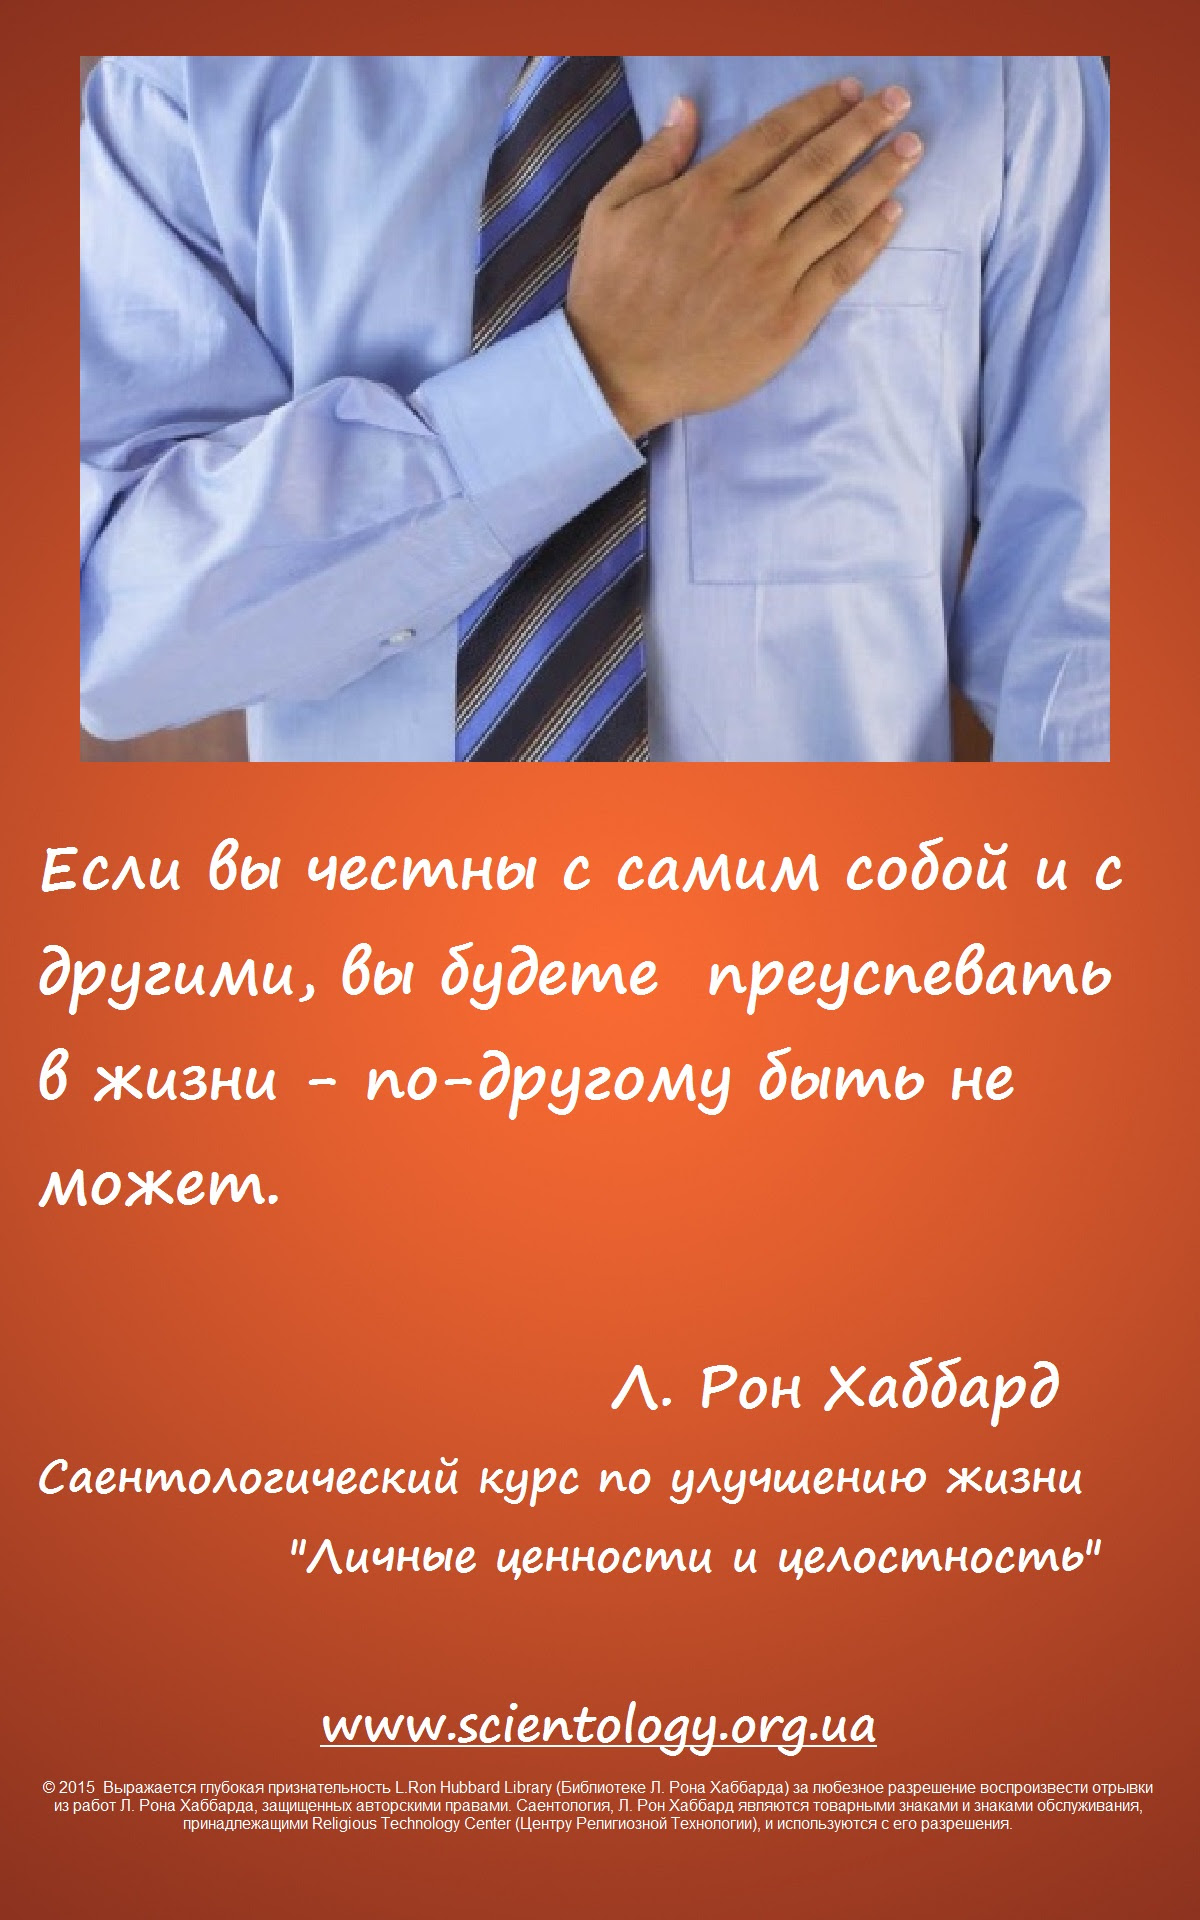 Если вы честны с самим собой и с
другими, вы будете преуспевать
в жизни - по-другому быть не
может.
Л. Рон Хаббард
Саентологический курс по улучшению жизни
"Личные ценности и целостность"
www.scientology.org.ua
© 2015 Выражается глубокая признательность L.Ron Hubbard Library (Библиотеке Л. Рона Хаббарда) за любезное разрешение воспроизвести отрывки
из работ Л. Рона Хаббарда, защищенных авторскими правами. Саентология, Л. Рон Хаббард являются товарными знаками и знаками обслуживания,
принадлежащими Religious Technology Center (Центру Религиозной Технологии), и используются с его разрешения.